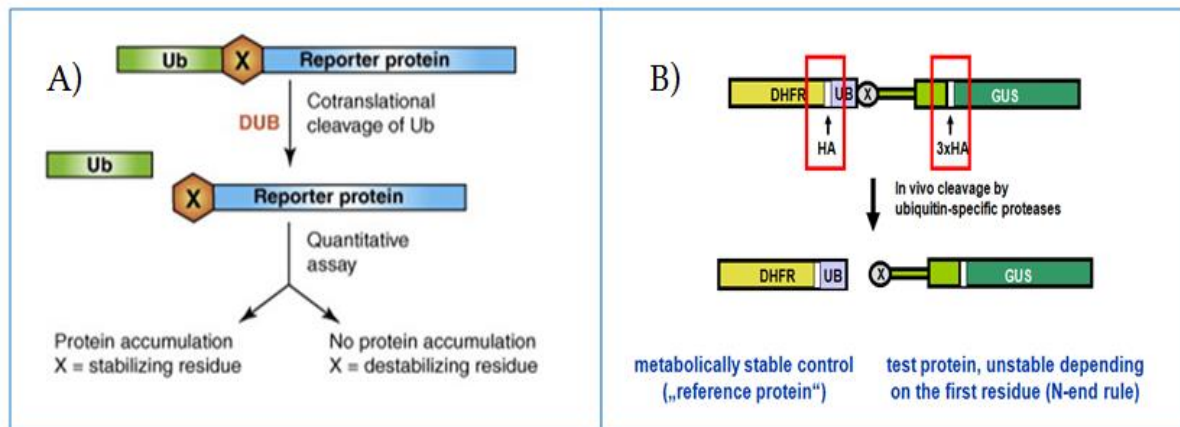 A)
Ub X Reporter protein
DUB
Cotranslational
cleavage of Ub
Ub
X Reporter protein
Quantitative
assay
Protein accumulation
X = stabilizing residue
No protein accumulation
X = destabilizing residue
B)
DHFR UB X GUS
HA 3xHA
In vivo cleavage by
ubiquitin-specific proteases
DHFR UB X GUS
metabolically stable control
(„reference protein“)
test protein, unstable depending
on the first residue (N-end rule)